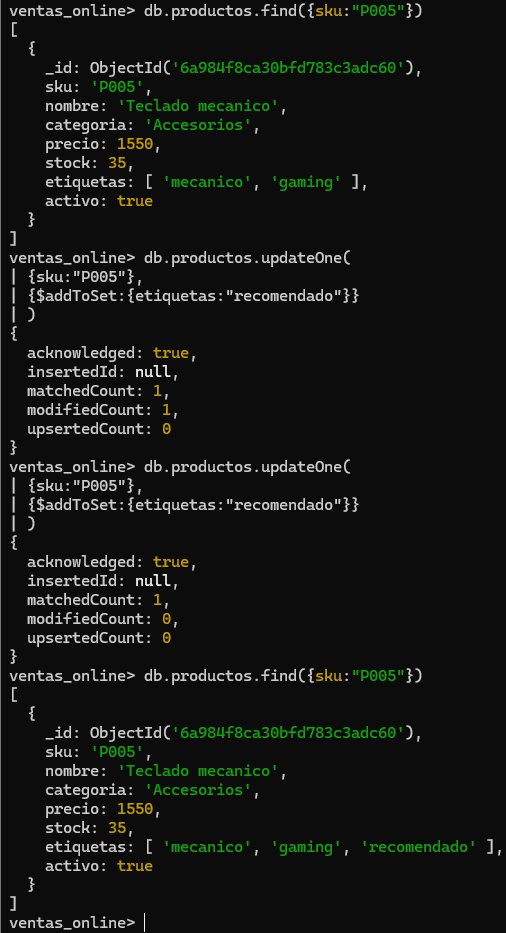 ventas_online> db.productos.find({sku:"P005"})
[
  {
    _id: ObjectId('6a984f8ca30bfd783c3adc60'),
    sku: 'P005',
    nombre: 'Teclado mecanico',
    categoria: 'Accesorios',
    precio: 1550,
    stock: 35,
    etiquetas: [ 'mecanico', 'gaming' ],
    activo: true
  }
]
ventas_online> db.productos.updateOne(
| {sku:"P005"},
| {$addToSet:{etiquetas:"recomendado"}}
| )
{
  acknowledged: true,
  insertedId: null,
  matchedCount: 1,
  modifiedCount: 1,
  upsertedCount: 0
}
ventas_online> db.productos.updateOne(
| {sku:"P005"},
| {$addToSet:{etiquetas:"recomendado"}}
| )
{
  acknowledged: true,
  insertedId: null,
  matchedCount: 1,
  modifiedCount: 0,
  upsertedCount: 0
}
ventas_online> db.productos.find({sku:"P005"})
[
  {
    _id: ObjectId('6a984f8ca30bfd783c3adc60'),
    sku: 'P005',
    nombre: 'Teclado mecanico',
    categoria: 'Accesorios',
    precio: 1550,
    stock: 35,
    etiquetas: [ 'mecanico', 'gaming', 'recomendado' ],
    activo: true
  }
]
ventas_online>